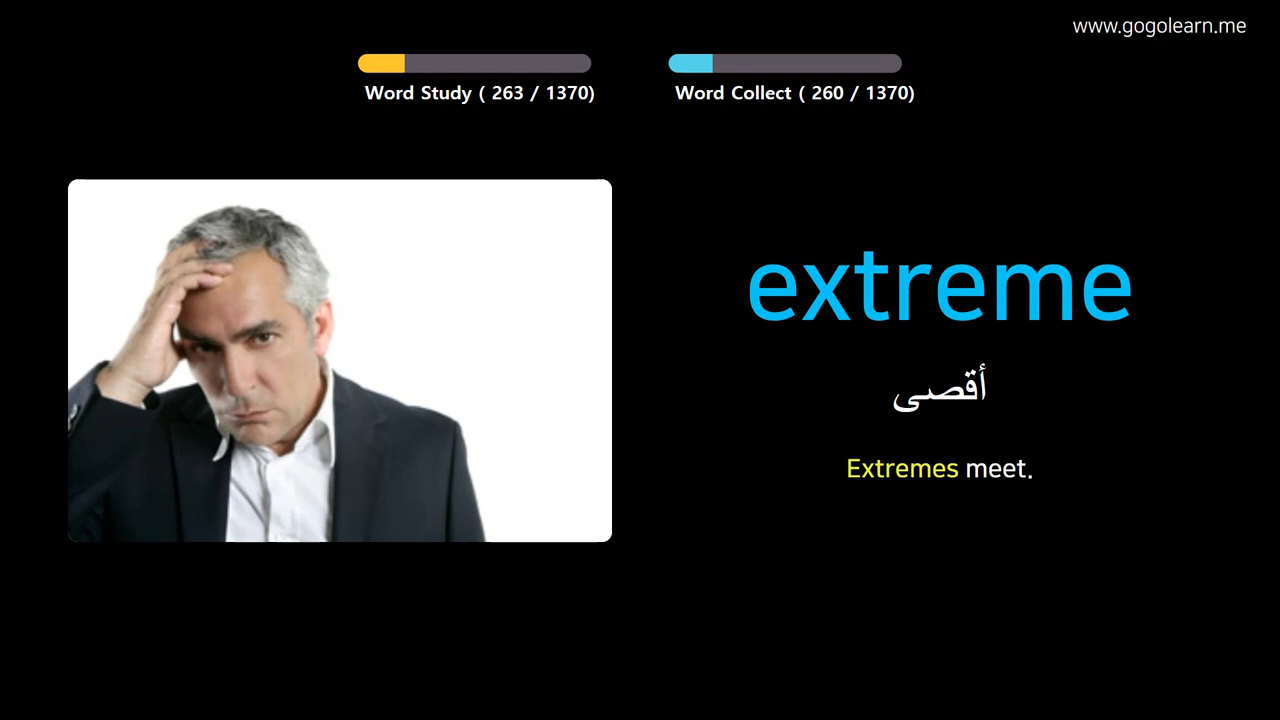 www.gogolearn.me
Word Study ( 263 / 1370)
Word Collect ( 260 / 1370)
extreme
أقصى
Extremes meet.